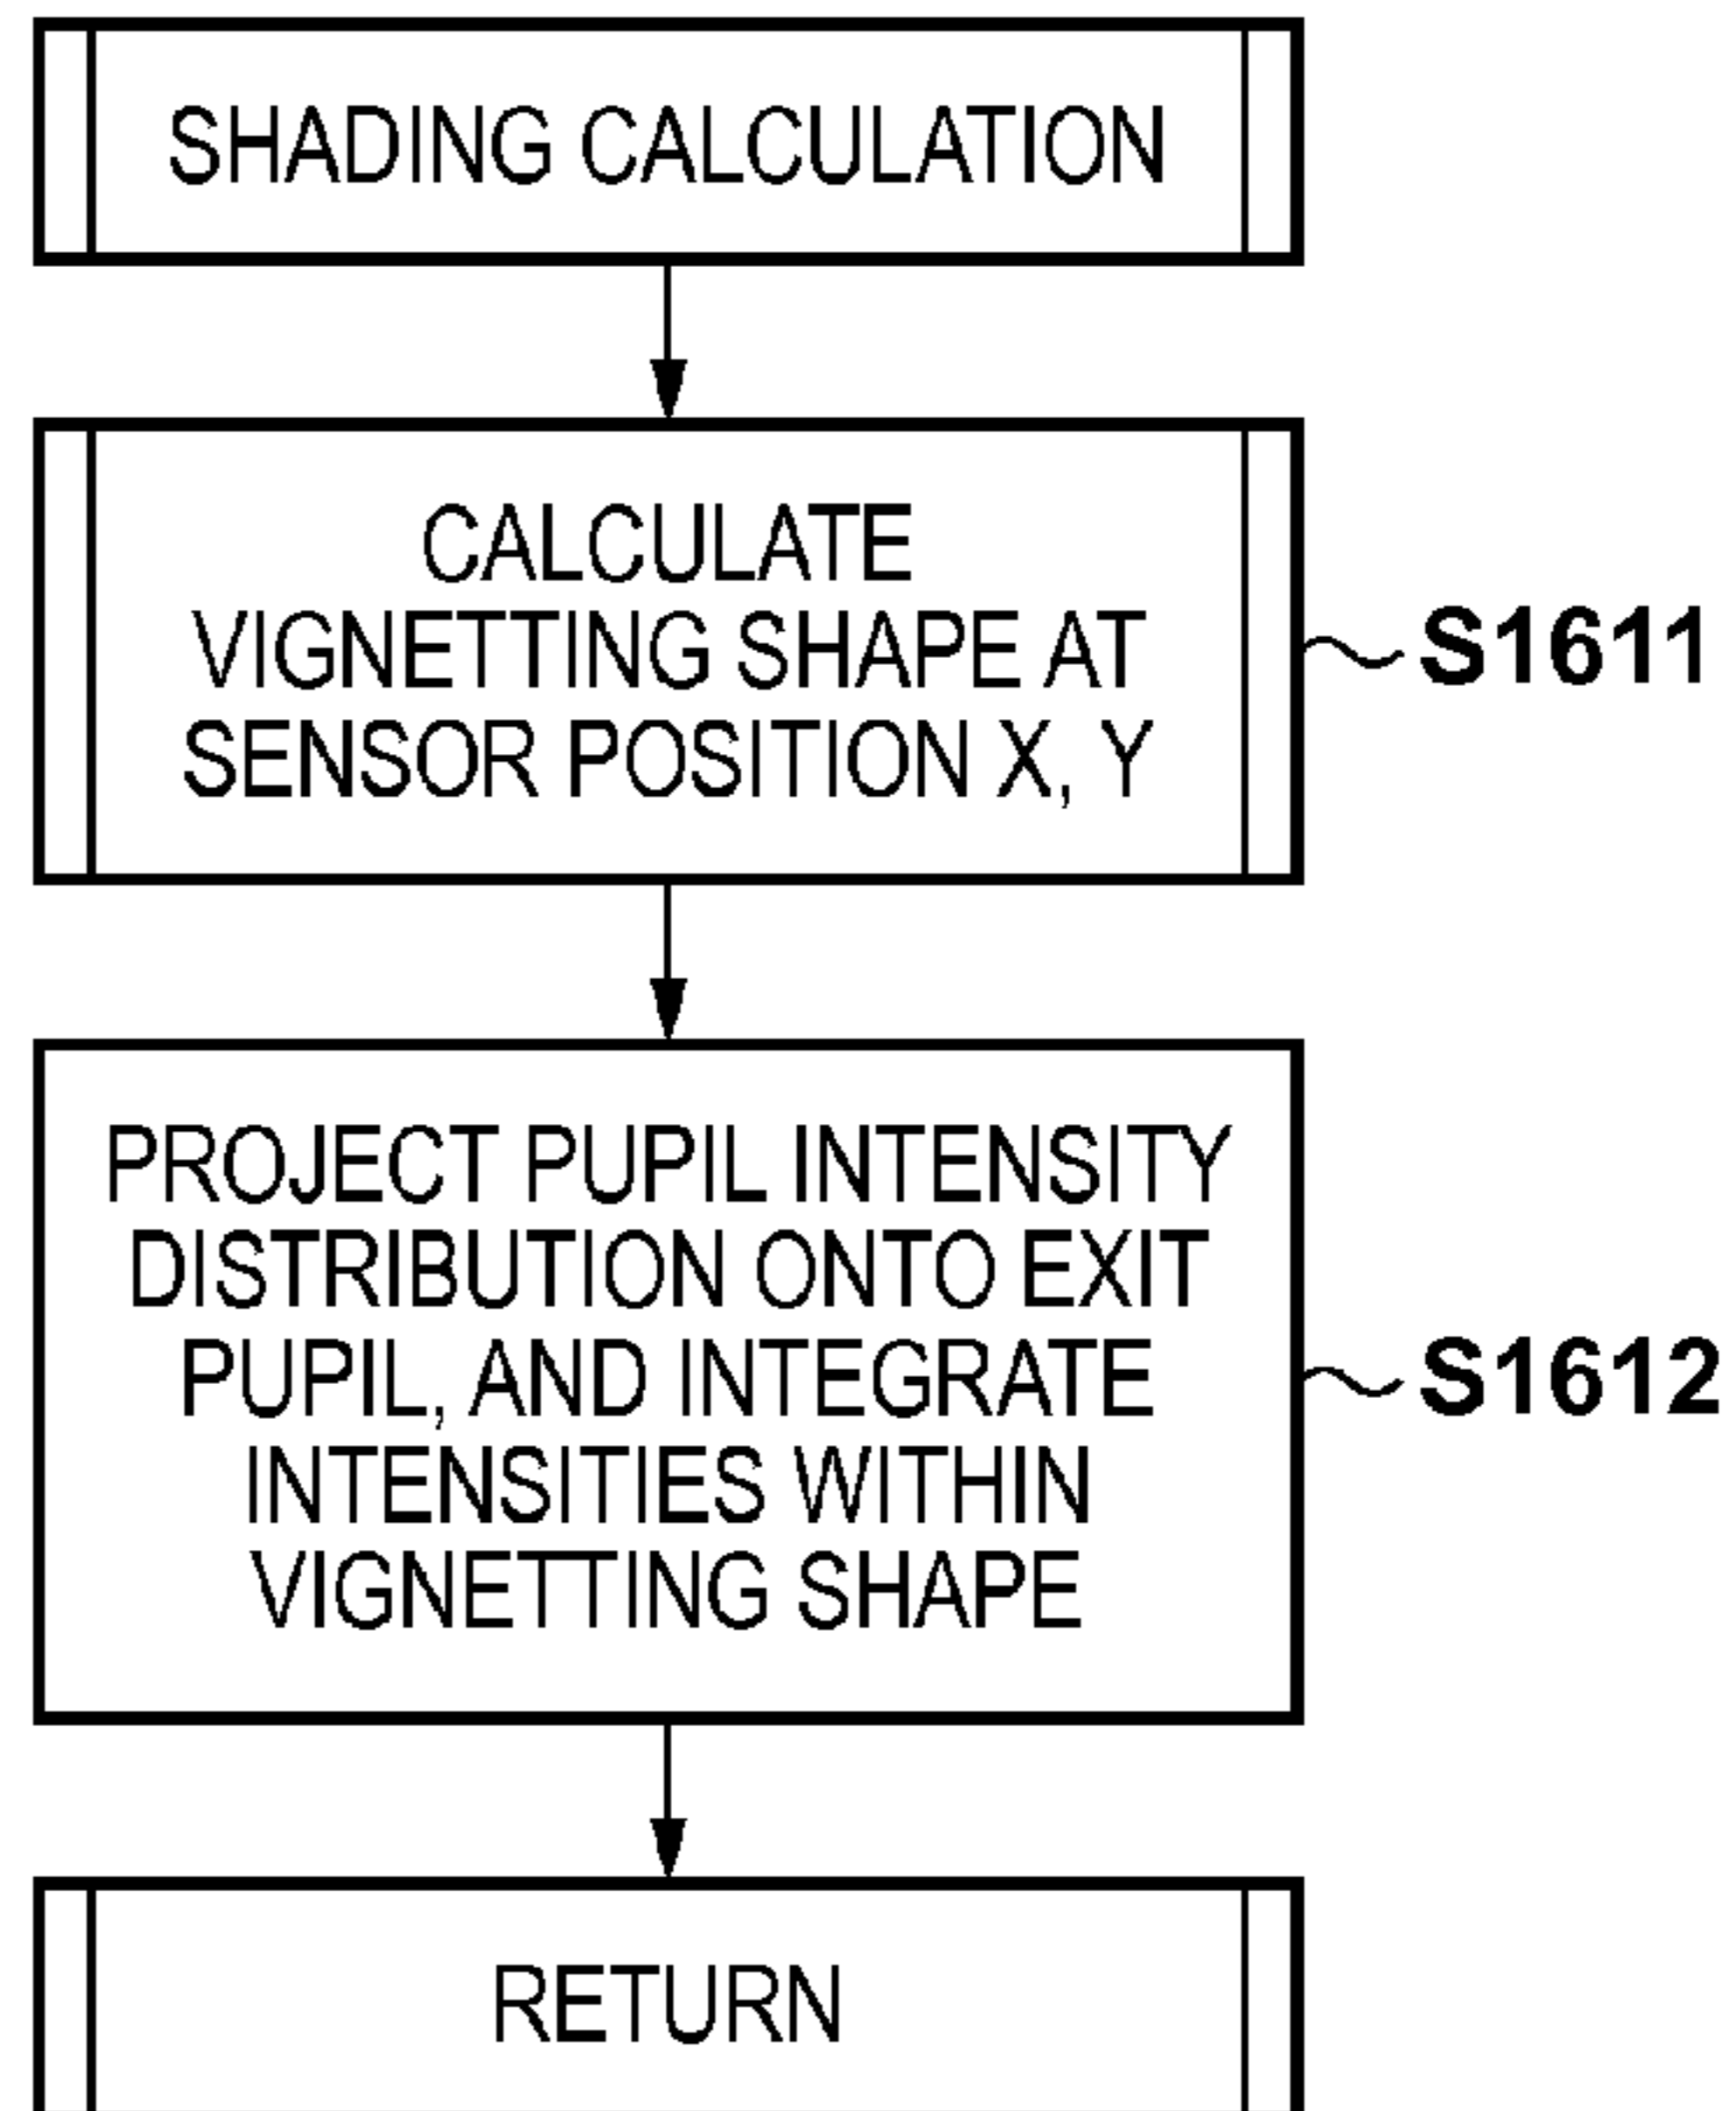 SHADING CALCULATION
CALCULATE
VIGNETTING SHAPE AT
SENSOR POSITION X, Y
S1611
PROJECT PUPIL INTENSITY
DISTRIBUTION ONTO EXIT
PUPIL, AND INTEGRATE
INTENSITIES WITHIN
VIGNETTING SHAPE
S1612
RETURN